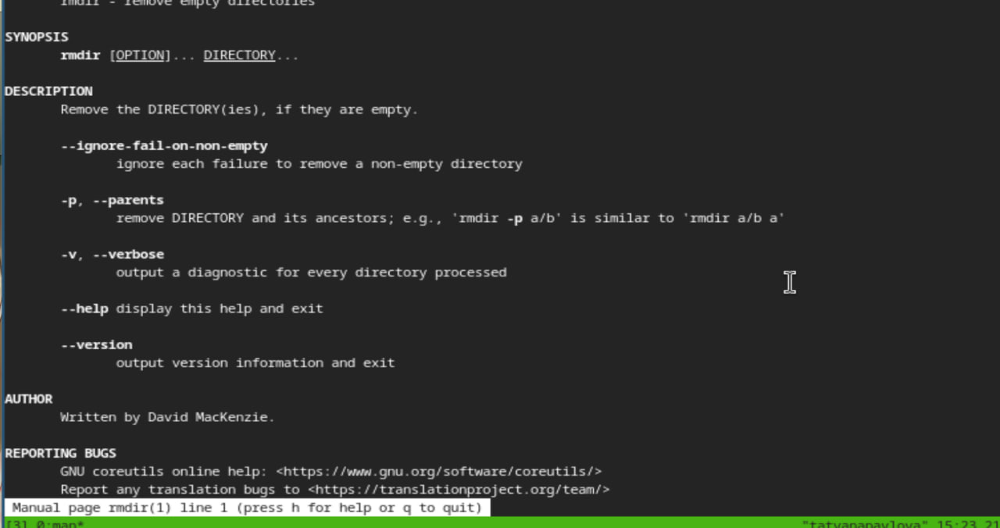 rmdir - remove empty directories
SYNOPSIS
rmdir [OPTION]... DIRECTORY...
DESCRIPTION
Remove the DIRECTORY(ies), if they are empty.
--ignore-fail-on-non-empty
ignore each failure to remove a non-empty directory
-p, --parents
remove DIRECTORY and its ancestors; e.g., 'rmdir -p a/b' is similar to 'rmdir a/b a'
-v, --verbose
output a diagnostic for every directory processed
--help display this help and exit
--version
output version information and exit
AUTHOR
Written by David MacKenzie.
REPORTING BUGS
GNU coreutils online help: <https://www.gnu.org/software/coreutils/>
Report any translation bugs to <https://translationproject.org/team/>
Manual page rmdir(1) line 1 (press h for help or q to quit)
[3] 0:man* "tatyanapavlova" 15:23 21